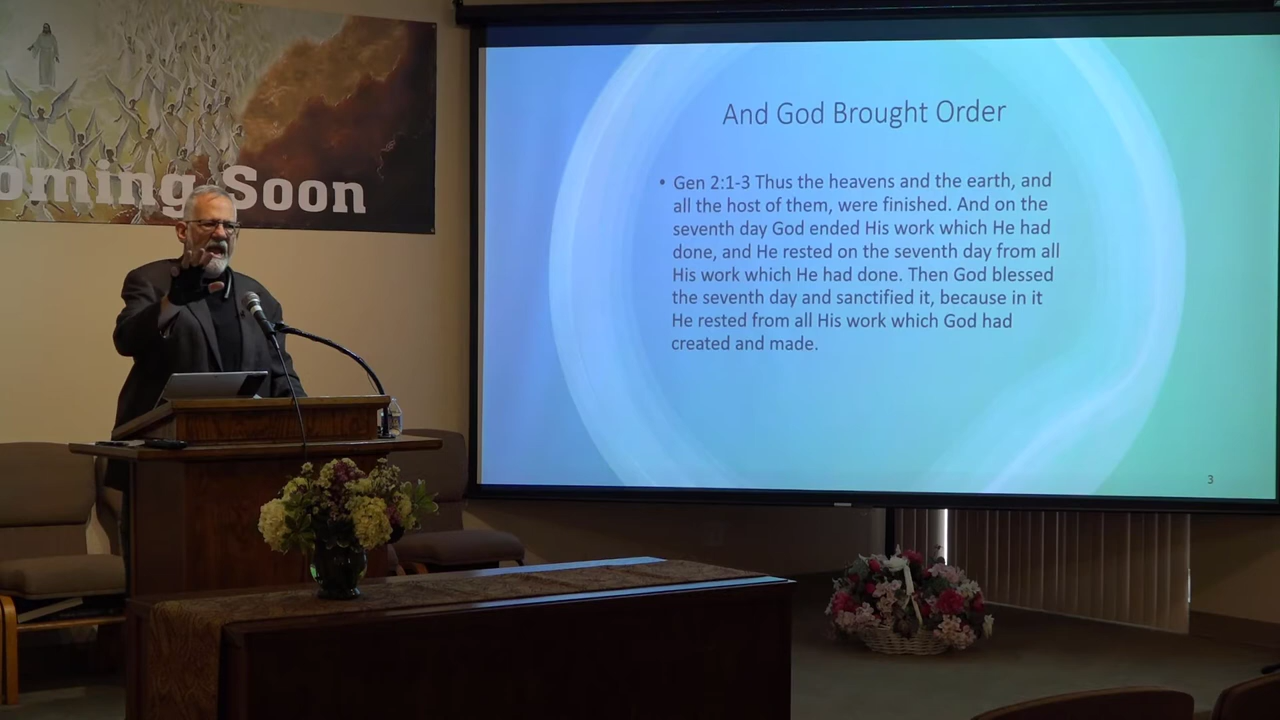 oming Soon
And God Brought Order
• Gen 2:1-3 Thus the heavens and the earth, and
all the host of them, were finished. And on the
seventh day God ended His work which He had
done, and He rested on the seventh day from all
His work which He had done. Then God blessed
the seventh day and sanctified it, because in it
He rested from all His work which God had
created and made.
3